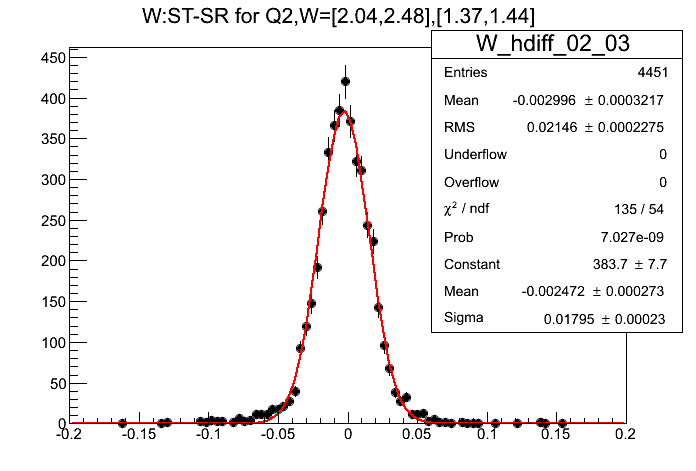 W:ST-SR for Q2,W=[2.04,2.48],[1.37,1.44]
W_hdiff_02_03
Entries 4451
Mean -0.002996 ± 0.0003217
RMS 0.02146 ± 0.0002275
Underflow 0
Overflow 0
χ² / ndf 135 / 54
Prob 7.027e-09
Constant 383.7 ± 7.7
Mean -0.002472 ± 0.000273
Sigma 0.01795 ± 0.00023
450
400
350
300
250
200
150
100
50
0
-0.2 -0.15 -0.1 -0.05 0 0.05 0.1 0.15 0.2